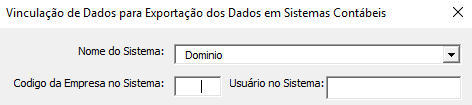 Vinculação de Dados para Exportação dos Dados em Sistemas Contábeis
Nome do Sistema: Dominio
Codigo da Empresa no Sistema: Usuário no Sistema: